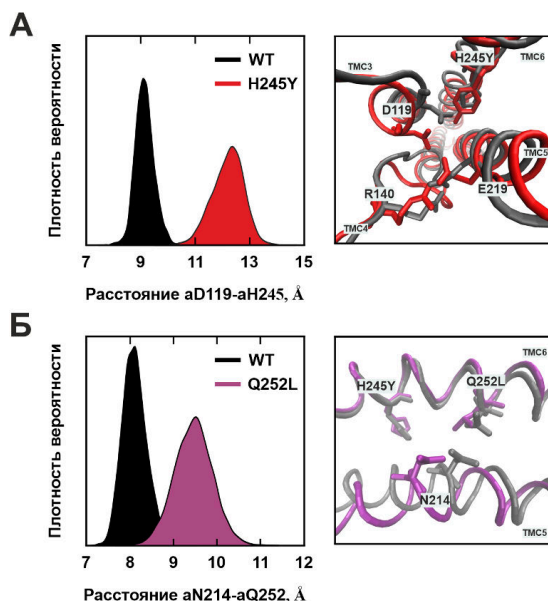 А
Плотность вероятности
WT
H245Y
7 9 11 13 15
Расстояние aD119-aH245, Å
TMC3
H245Y
TMC6
D119
TMC5
R140
E219
TMC4
Б
Плотность вероятности
WT
Q252L
7 8 9 10 11 12
Расстояние aN214-aQ252, Å
TMC6
H245Y
Q252L
N214
TMC5